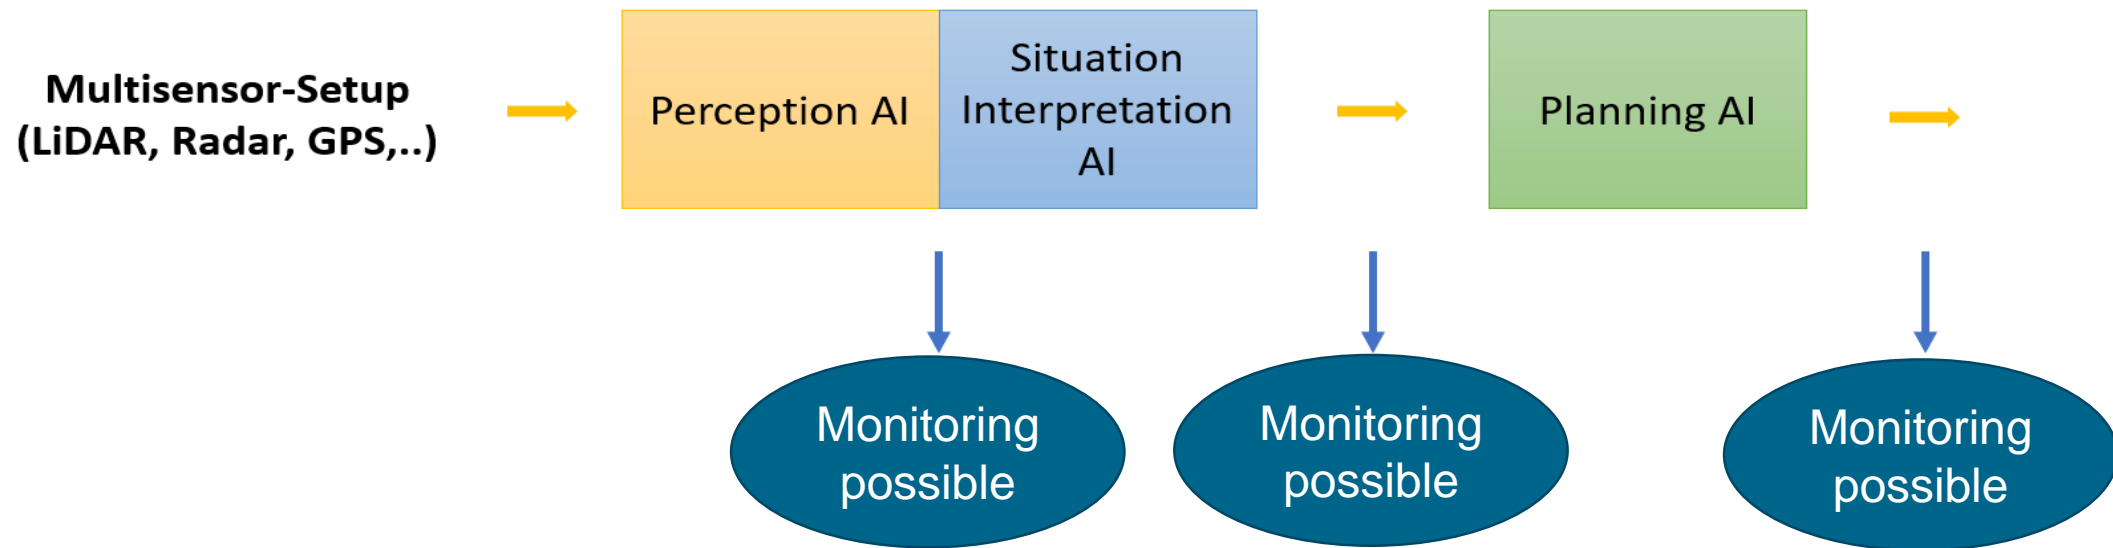 Multisensor-Setup
(LiDAR, Radar, GPS,..)
Perception AI
Situation
Interpretation
AI
Planning AI
Monitoring
possible
Monitoring
possible
Monitoring
possible